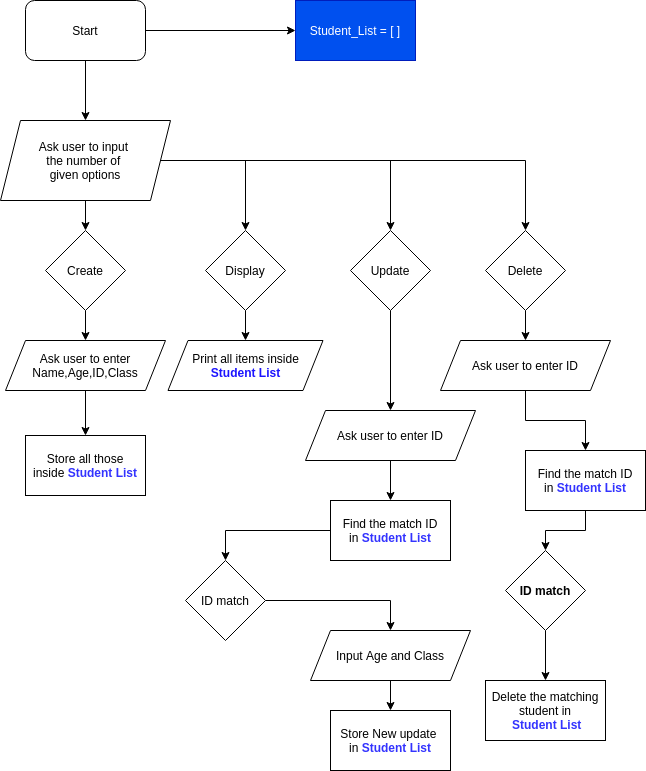 Start
Student_List = [ ]
Ask user to input
the number of
given options
Create
Display
Update
Delete
Ask user to enter
Name,Age,ID,Class
Print all items inside
Student List
Ask user to enter ID
Ask user to enter ID
Store all those
inside Student List
Find the match ID
in Student List
Find the match ID
in Student List
ID match
ID match
Input Age and Class
Delete the matching
student in
Student List
Store New update
in Student List